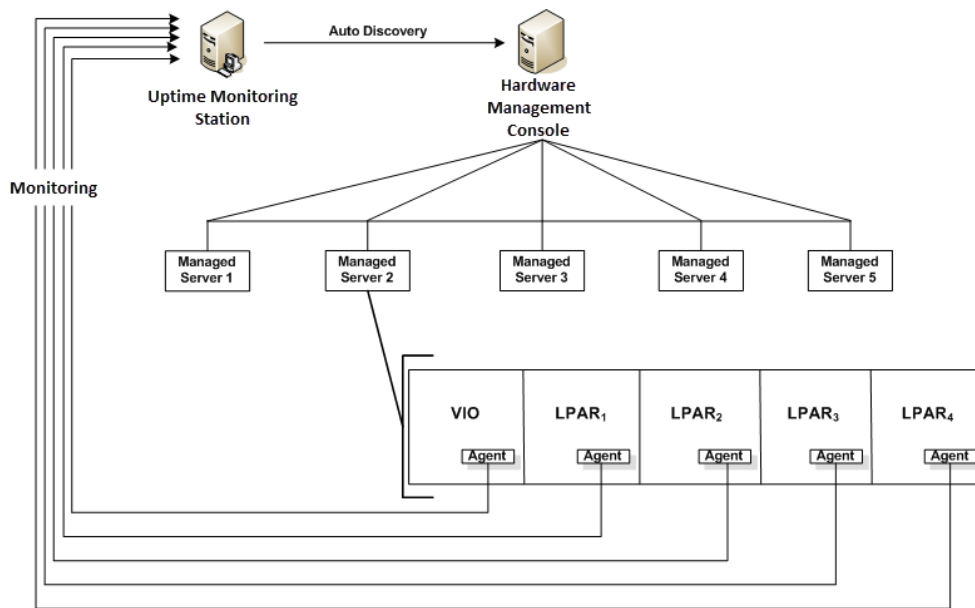 Auto Discovery
Uptime Monitoring
Station
Hardware
Management
Console
Monitoring
Managed
Server 1
Managed
Server 2
Managed
Server 3
Managed
Server 4
Managed
Server 5
VIO
LPAR₁
LPAR₂
LPAR₃
LPAR₄
Agent
Agent
Agent
Agent
Agent